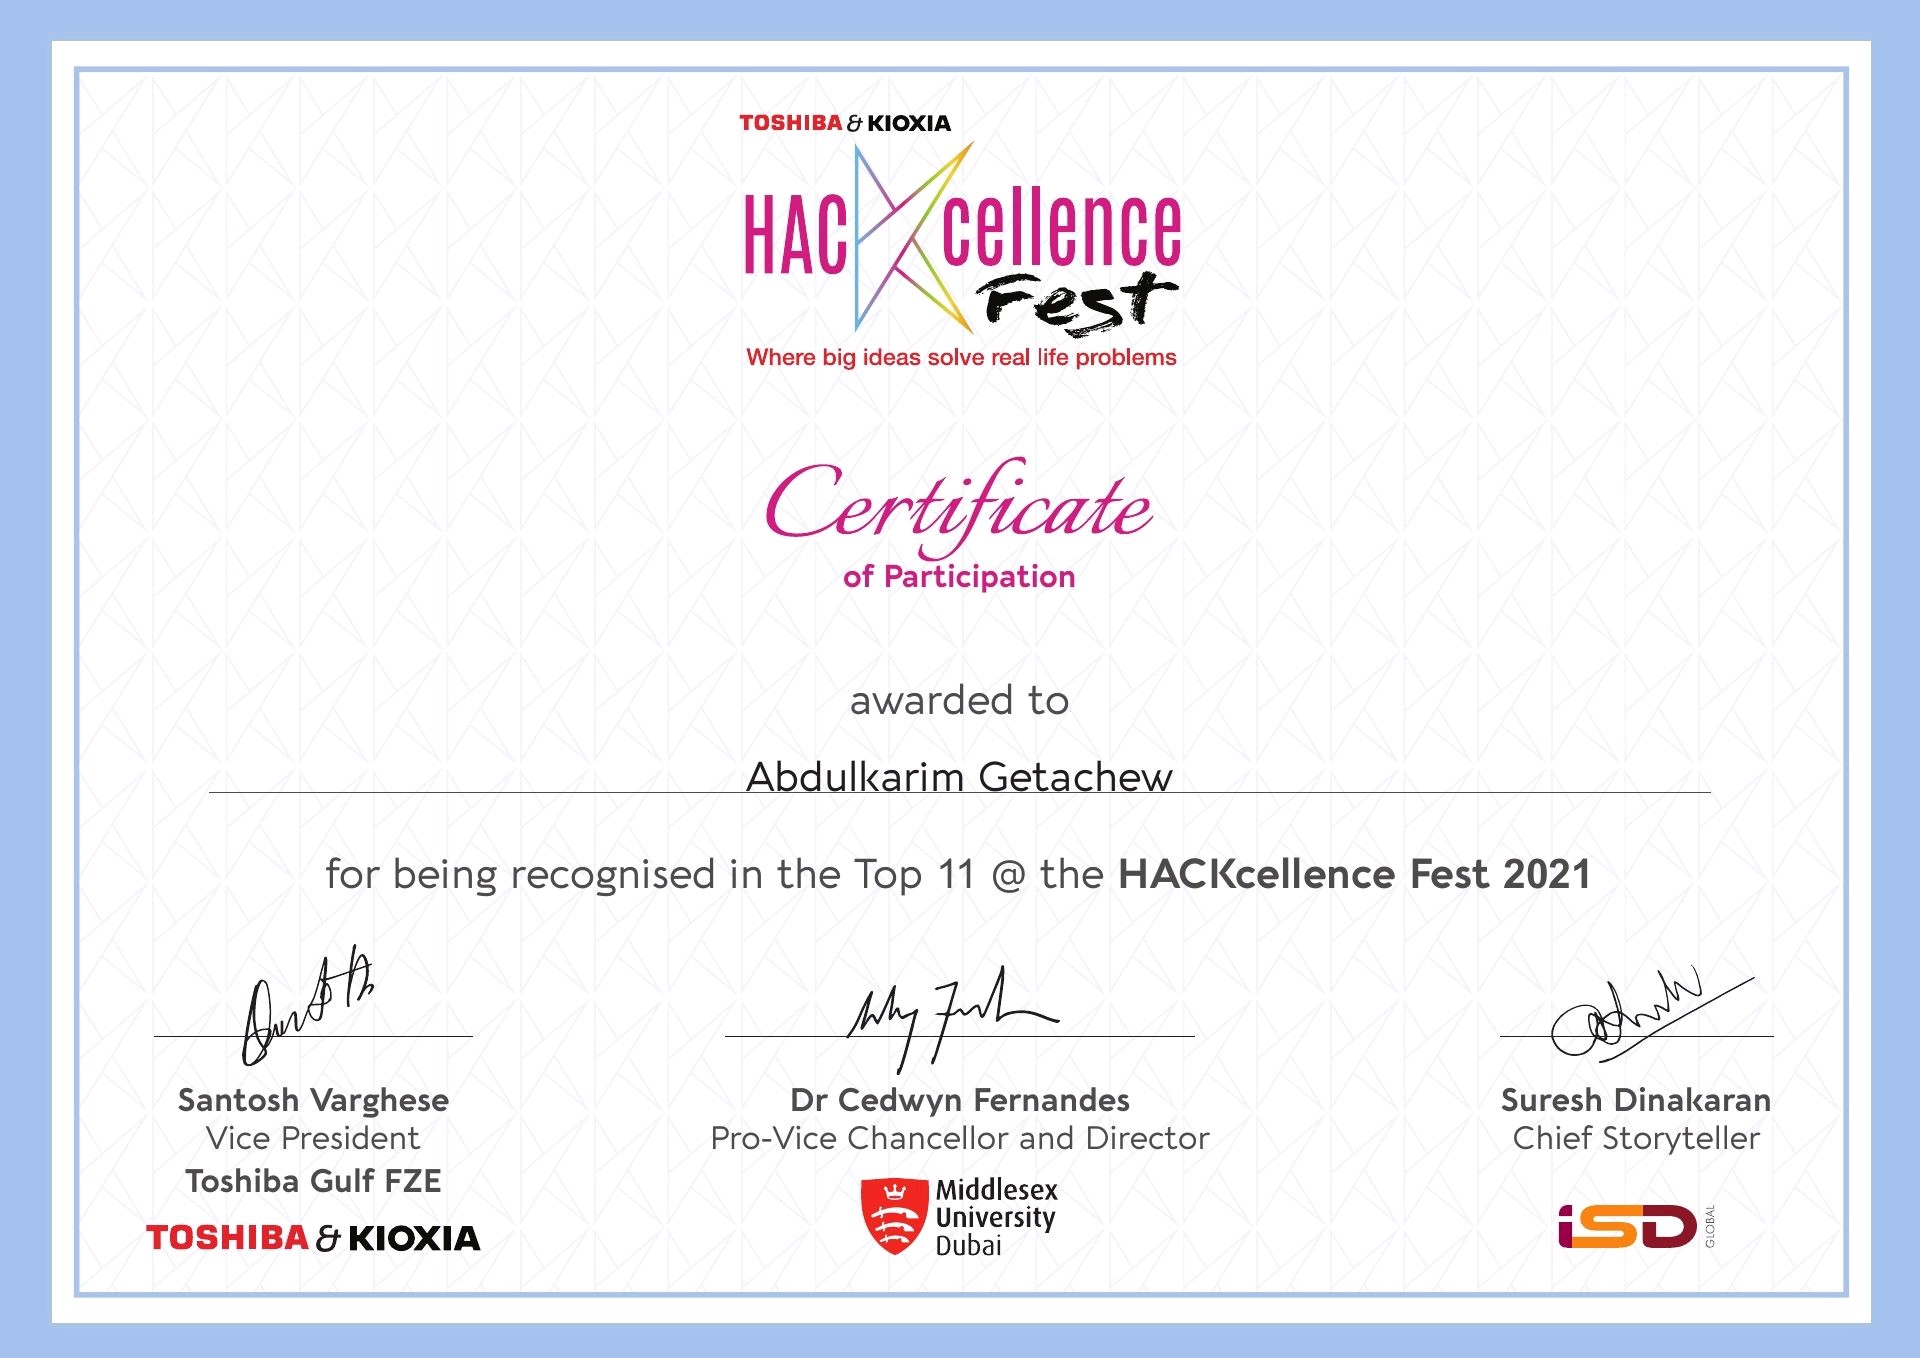 TOSHIBA & KIOXIA
HACKcellence
Fest
Where big ideas solve real life problems
Certificate
of Participation
awarded to
Abdulkarim Getachew
for being recognised in the Top 11 @ the HACKcellence Fest 2021
Santosh Varghese
Vice President
Toshiba Gulf FZE
TOSHIBA & KIOXIA
Dr Cedwyn Fernandes
Pro-Vice Chancellor and Director
Middlesex
University
Dubai
Suresh Dinakaran
Chief Storyteller
iSD GLOBAL